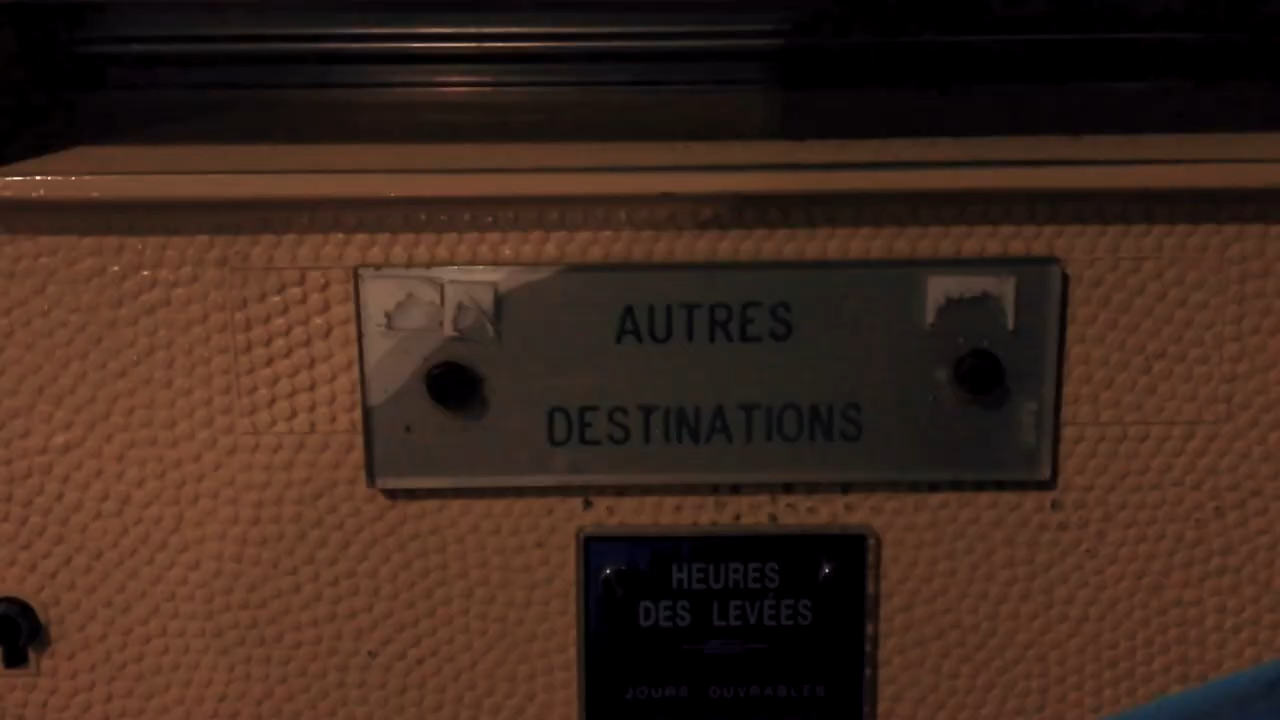 AUTRES
DESTINATIONS
HEURES
DES LEVÉES
JOURS OUVRABLES